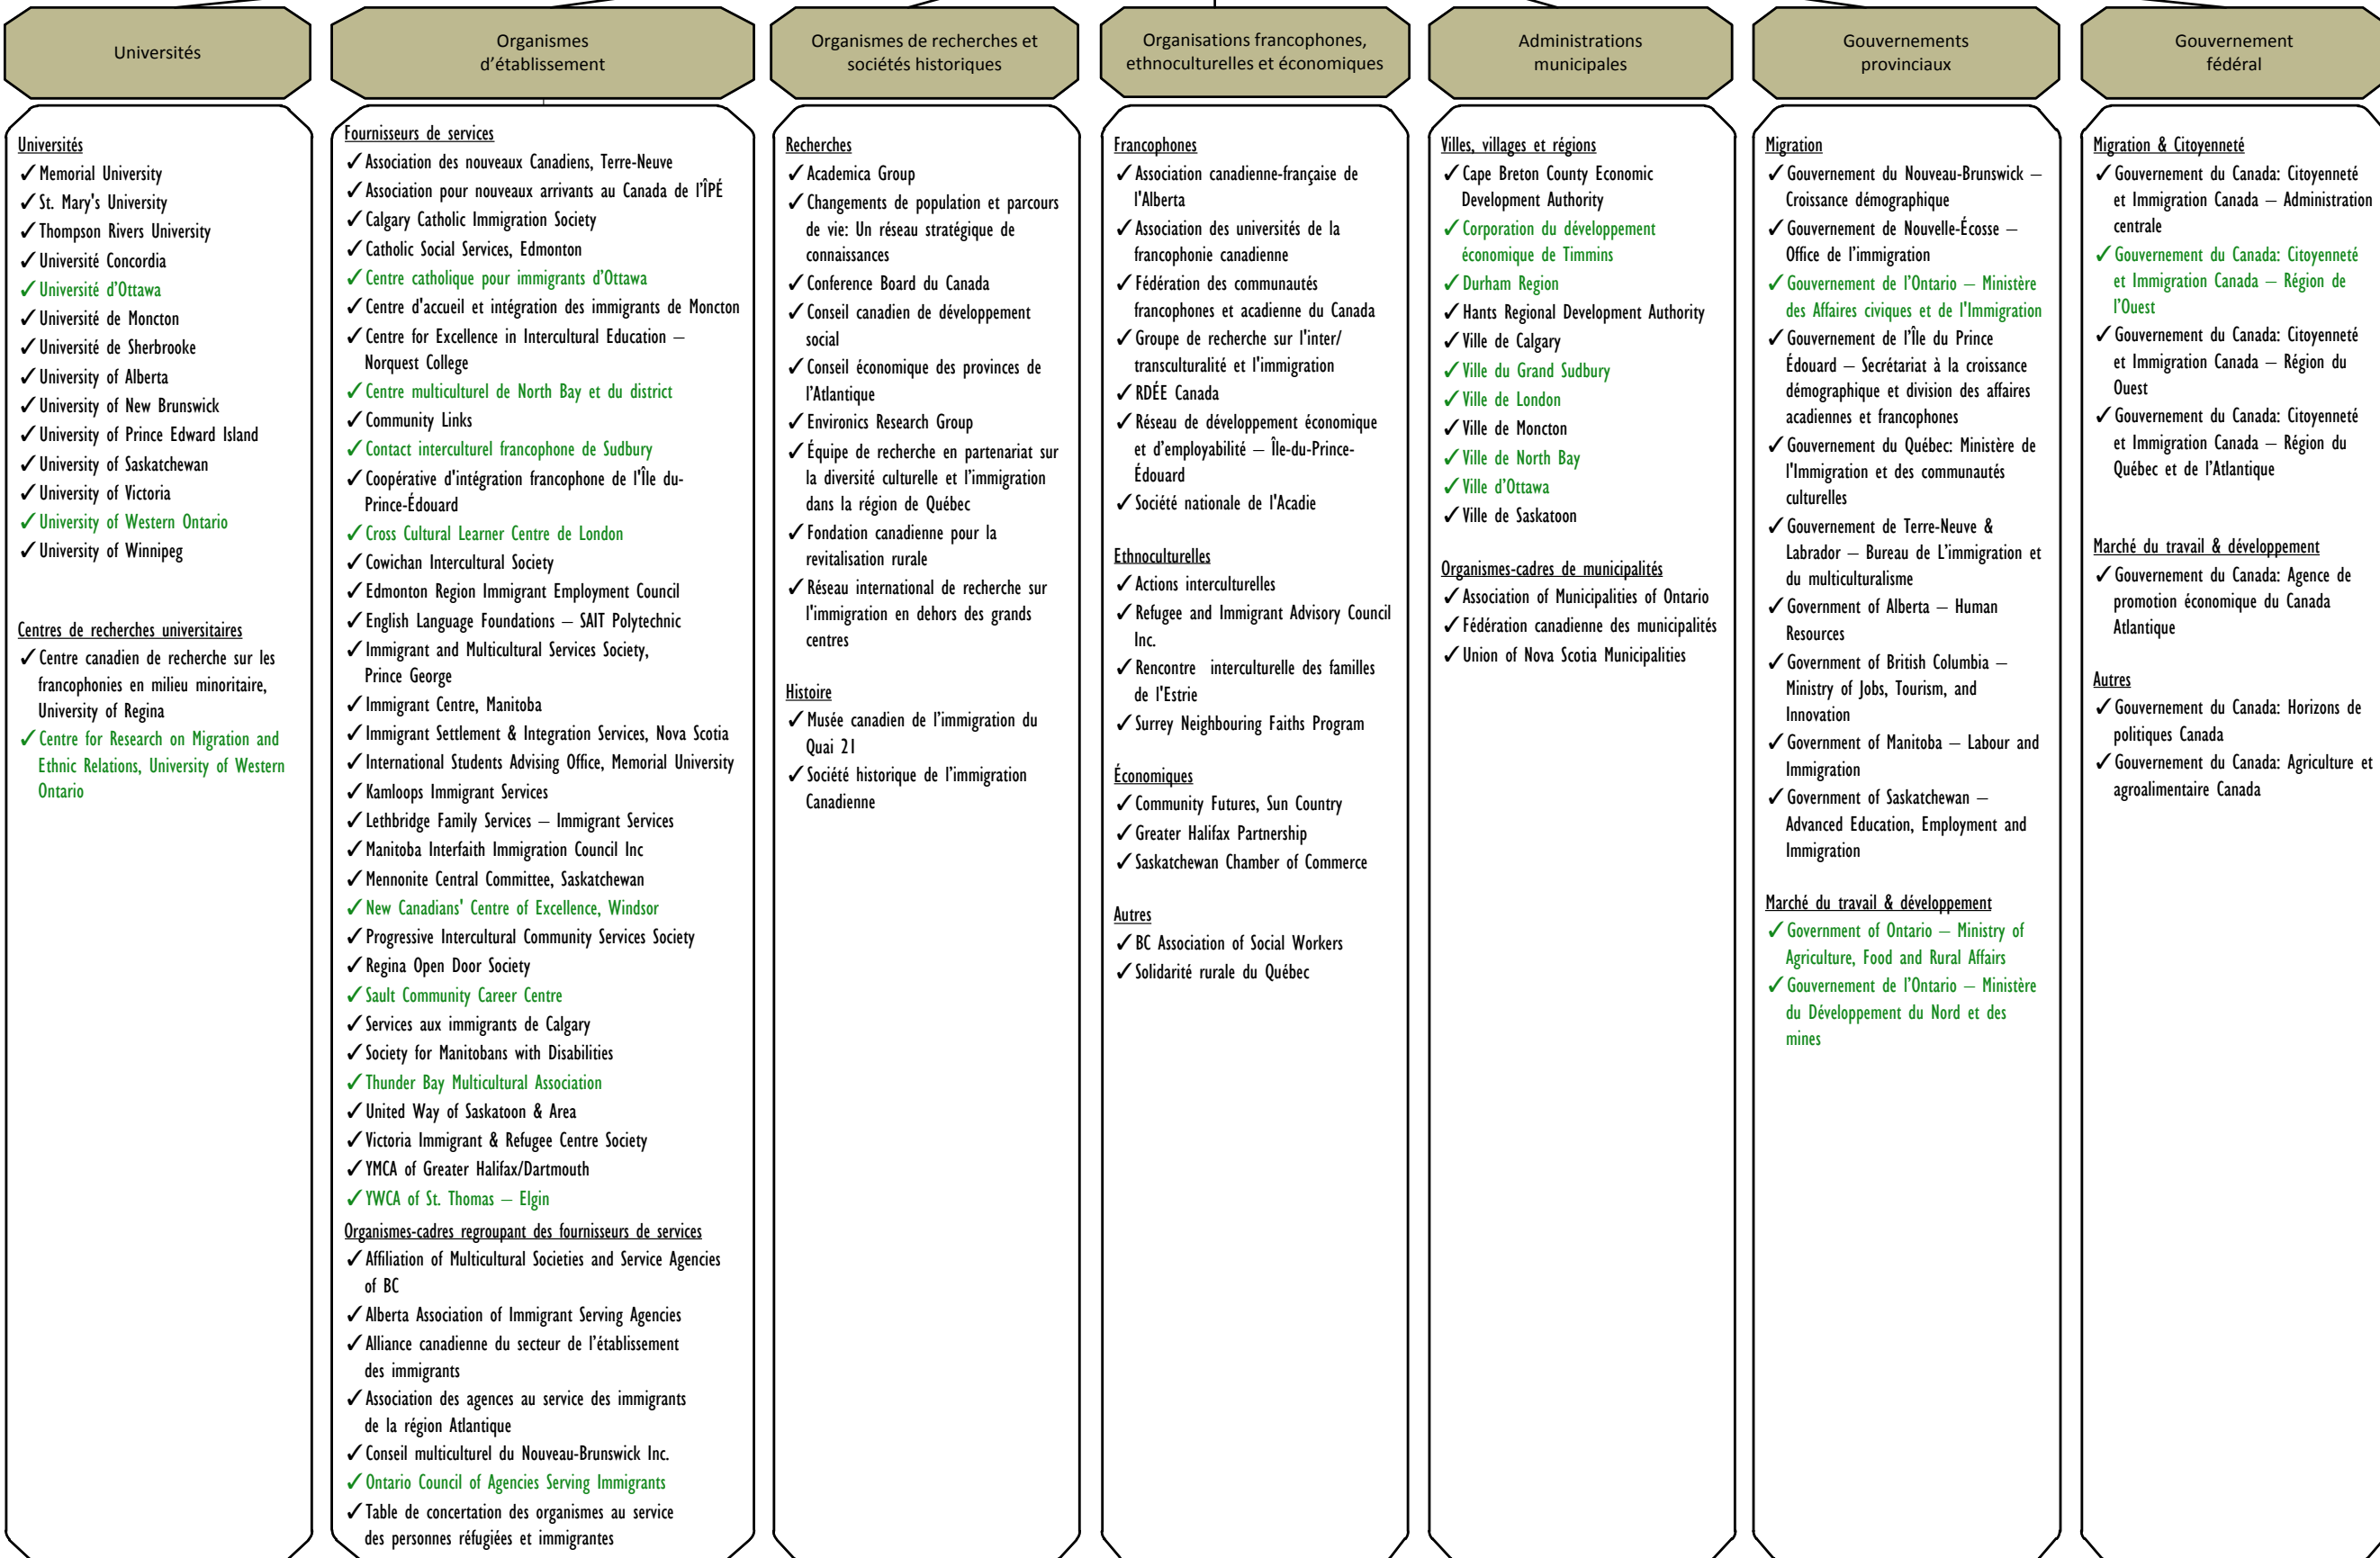 Universités
✓Memorial University
✓St. Mary's University
✓Thompson Rivers University
✓Université Concordia
✓Université d’Ottawa
✓Université de Moncton
✓Université de Sherbrooke
✓University of Alberta
✓University of New Brunswick
✓University of Prince Edward Island
✓University of Saskatchewan
✓University of Victoria
✓University of Western Ontario
✓University of Winnipeg
Centres de recherches universitaires
✓Centre canadien de recherche sur les
francophonies en milieu minoritaire,
University of Regina
✓Centre for Research on Migration and
Ethnic Relations, University of Western
Ontario
Universités
Organismes
d’établissement
Fournisseurs de services
✓Association des nouveaux Canadiens, Terre-Neuve
✓Association pour nouveaux arrivants au Canada de l’ÎPÉ
✓Calgary Catholic Immigration Society
✓Catholic Social Services, Edmonton
✓Centre catholique pour immigrants d’Ottawa
✓Centre d'accueil et intégration des immigrants de Moncton
✓Centre for Excellence in Intercultural Education –
Norquest College
✓Centre multiculturel de North Bay et du district
✓Community Links
✓Contact interculturel francophone de Sudbury
✓Coopérative d'intégration francophone de l'Île du-
Prince-Édouard
✓Cross Cultural Learner Centre de London
✓Cowichan Intercultural Society
✓Edmonton Region Immigrant Employment Council
✓English Language Foundations – SAIT Polytechnic
✓Immigrant and Multicultural Services Society,
Prince George
✓Immigrant Centre, Manitoba
✓Immigrant Settlement & Integration Services, Nova Scotia
✓International Students Advising Office, Memorial University
✓Kamloops Immigrant Services
✓Lethbridge Family Services – Immigrant Services
✓Manitoba Interfaith Immigration Council Inc
✓Mennonite Central Committee, Saskatchewan
✓New Canadians' Centre of Excellence, Windsor
✓Progressive Intercultural Community Services Society
✓Regina Open Door Society
✓Sault Community Career Centre
✓Services aux immigrants de Calgary
✓Society for Manitobans with Disabilities
✓Thunder Bay Multicultural Association
✓United Way of Saskatoon & Area
✓Victoria Immigrant & Refugee Centre Society
✓YMCA of Greater Halifax/Dartmouth
✓YWCA of St. Thomas – Elgin
Organismes-cadres regroupant des fournisseurs de services
✓Affiliation of Multicultural Societies and Service Agencies
of BC
✓Alberta Association of Immigrant Serving Agencies
✓Alliance canadienne du secteur de l’établissement
des immigrants
✓Association des agences au service des immigrants
de la région Atlantique
✓Conseil multiculturel du Nouveau-Brunswick Inc.
✓Ontario Council of Agencies Serving Immigrants
✓Table de concertation des organismes au service
des personnes réfugiées et immigrantes
Organismes de recherches et
sociétés historiques
Recherches
✓Academica Group
✓Changements de population et parcours
de vie: Un réseau stratégique de
connaissances
✓Conference Board du Canada
✓Conseil canadien de développement
social
✓Conseil économique des provinces de
l’Atlantique
✓Environics Research Group
✓Équipe de recherche en partenariat sur
la diversité culturelle et l’immigration
dans la région de Québec
✓Fondation canadienne pour la
revitalisation rurale
✓Réseau international de recherche sur
l'immigration en dehors des grands
centres
Histoire
✓Musée canadien de l’immigration du
Quai 21
✓Société historique de l’immigration
Canadienne
Organisations francophones,
ethnoculturelles et économiques
Francophones
✓Association canadienne-française de
l'Alberta
✓Association des universités de la
francophonie canadienne
✓Fédération des communautés
francophones et acadienne du Canada
✓Groupe de recherche sur l'inter/
transculturalité et l'immigration
✓RDÉE Canada
✓Réseau de développement économique
et d’employabilité – Île-du-Prince-
Édouard
✓Société nationale de l'Acadie
Ethnoculturelles
✓Actions interculturelles
✓Refugee and Immigrant Advisory Council
Inc.
✓Rencontre interculturelle des familles
de l'Estrie
✓Surrey Neighbouring Faiths Program
Économiques
✓Community Futures, Sun Country
✓Greater Halifax Partnership
✓Saskatchewan Chamber of Commerce
Autres
✓BC Association of Social Workers
✓Solidarité rurale du Québec
Administrations
municipales
Villes, villages et régions
✓Cape Breton County Economic
Development Authority
✓Corporation du développement
économique de Timmins
✓Durham Region
✓Hants Regional Development Authority
✓Ville de Calgary
✓Ville du Grand Sudbury
✓Ville de London
✓Ville de Moncton
✓Ville de North Bay
✓Ville d’Ottawa
✓Ville de Saskatoon
Organismes-cadres de municipalités
✓Association of Municipalities of Ontario
✓Fédération canadienne des municipalités
✓Union of Nova Scotia Municipalities
Gouvernements
provinciaux
Migration
✓Gouvernement du Nouveau-Brunswick –
Croissance démographique
✓Gouvernement de Nouvelle-Écosse –
Office de l’immigration
✓Gouvernement de l’Ontario – Ministère
des Affaires civiques et de l'Immigration
✓Gouvernement de l’Île du Prince
Édouard – Secrétariat à la croissance
démographique et division des affaires
acadiennes et francophones
✓Gouvernement du Québec: Ministère de
l'Immigration et des communautés
culturelles
✓Gouvernement de Terre-Neuve &
Labrador – Bureau de L’immigration et
du multiculturalisme
✓Government of Alberta – Human
Resources
✓Government of British Columbia –
Ministry of Jobs, Tourism, and
Innovation
✓Government of Manitoba – Labour and
Immigration
✓Government of Saskatchewan –
Advanced Education, Employment and
Immigration
Marché du travail & développement
✓Government of Ontario – Ministry of
Agriculture, Food and Rural Affairs
✓Gouvernement de l’Ontario – Ministère
du Développement du Nord et des
mines
Gouvernement
fédéral
Migration & Citoyenneté
✓Gouvernement du Canada: Citoyenneté
et Immigration Canada – Administration
centrale
✓Gouvernement du Canada: Citoyenneté
et Immigration Canada – Région de
l’Ouest
✓Gouvernement du Canada: Citoyenneté
et Immigration Canada – Région du
Ouest
✓Gouvernement du Canada: Citoyenneté
et Immigration Canada – Région du
Québec et de l’Atlantique
Marché du travail & développement
✓Gouvernement du Canada: Agence de
promotion économique du Canada
Atlantique
Autres
✓Gouvernement du Canada: Horizons de
politiques Canada
✓Gouvernement du Canada: Agriculture et
agroalimentaire Canada